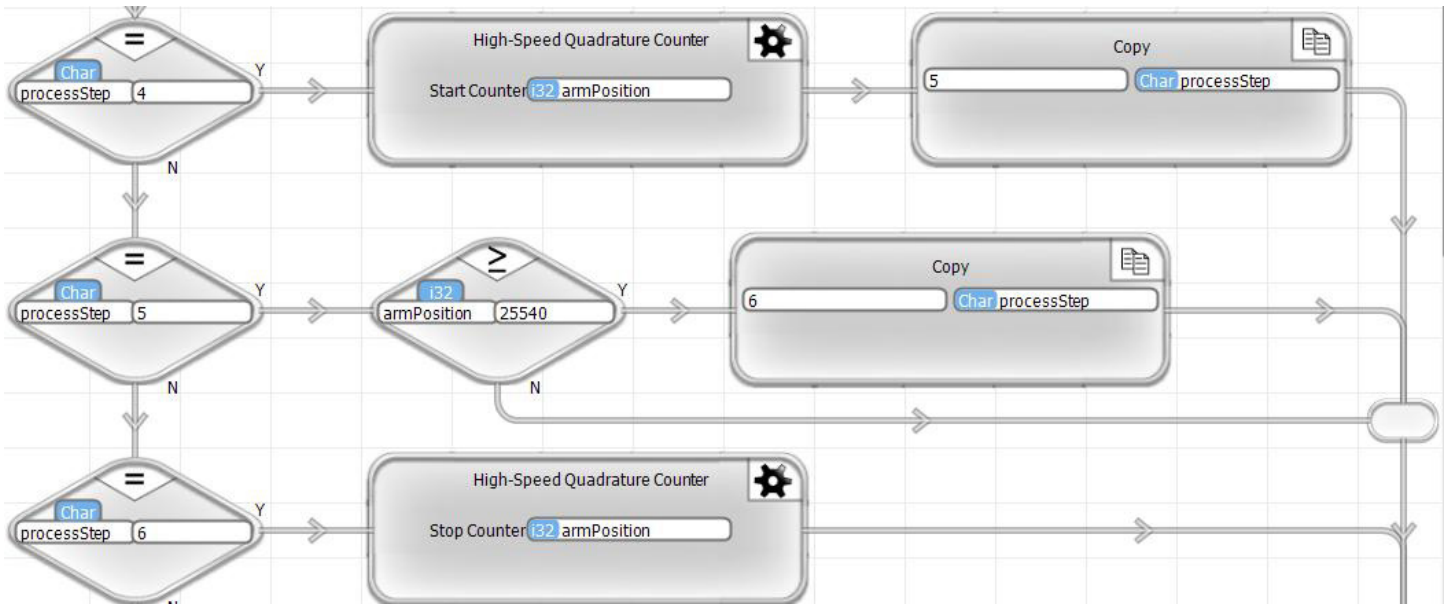 =
Char
processStep 4
Y
N
High-Speed Quadrature Counter
Start Counter i32 armPosition
Copy
5 Char processStep
=
Char
processStep 5
Y
N
≥
i32
armPosition 25540
Y
N
Copy
6 Char processStep
=
Char
processStep 6
Y
N
High-Speed Quadrature Counter
Stop Counter i32 armPosition